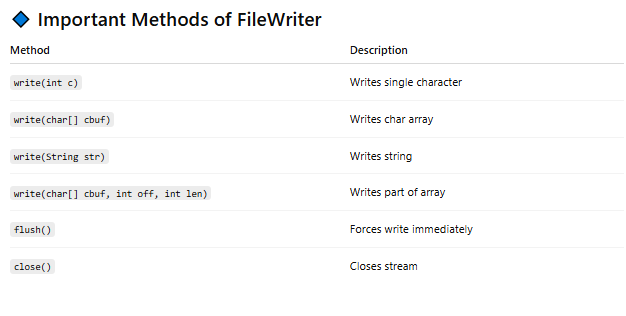 🔷 Important Methods of FileWriter
Method Description
write(int c) Writes single character
write(char[] cbuf) Writes char array
write(String str) Writes string
write(char[] cbuf, int off, int len) Writes part of array
flush() Forces write immediately
close() Closes stream